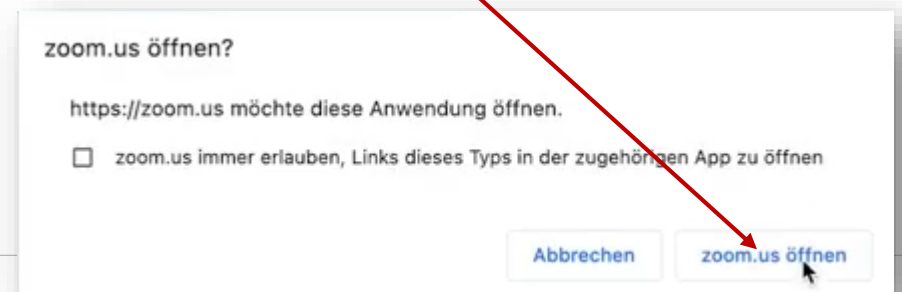 zoom.us öffnen?
https://zoom.us möchte diese Anwendung öffnen.
zoom.us immer erlauben, Links dieses Typs in der zugehörigen App zu öffnen
Abbrechen zoom.us öffnen